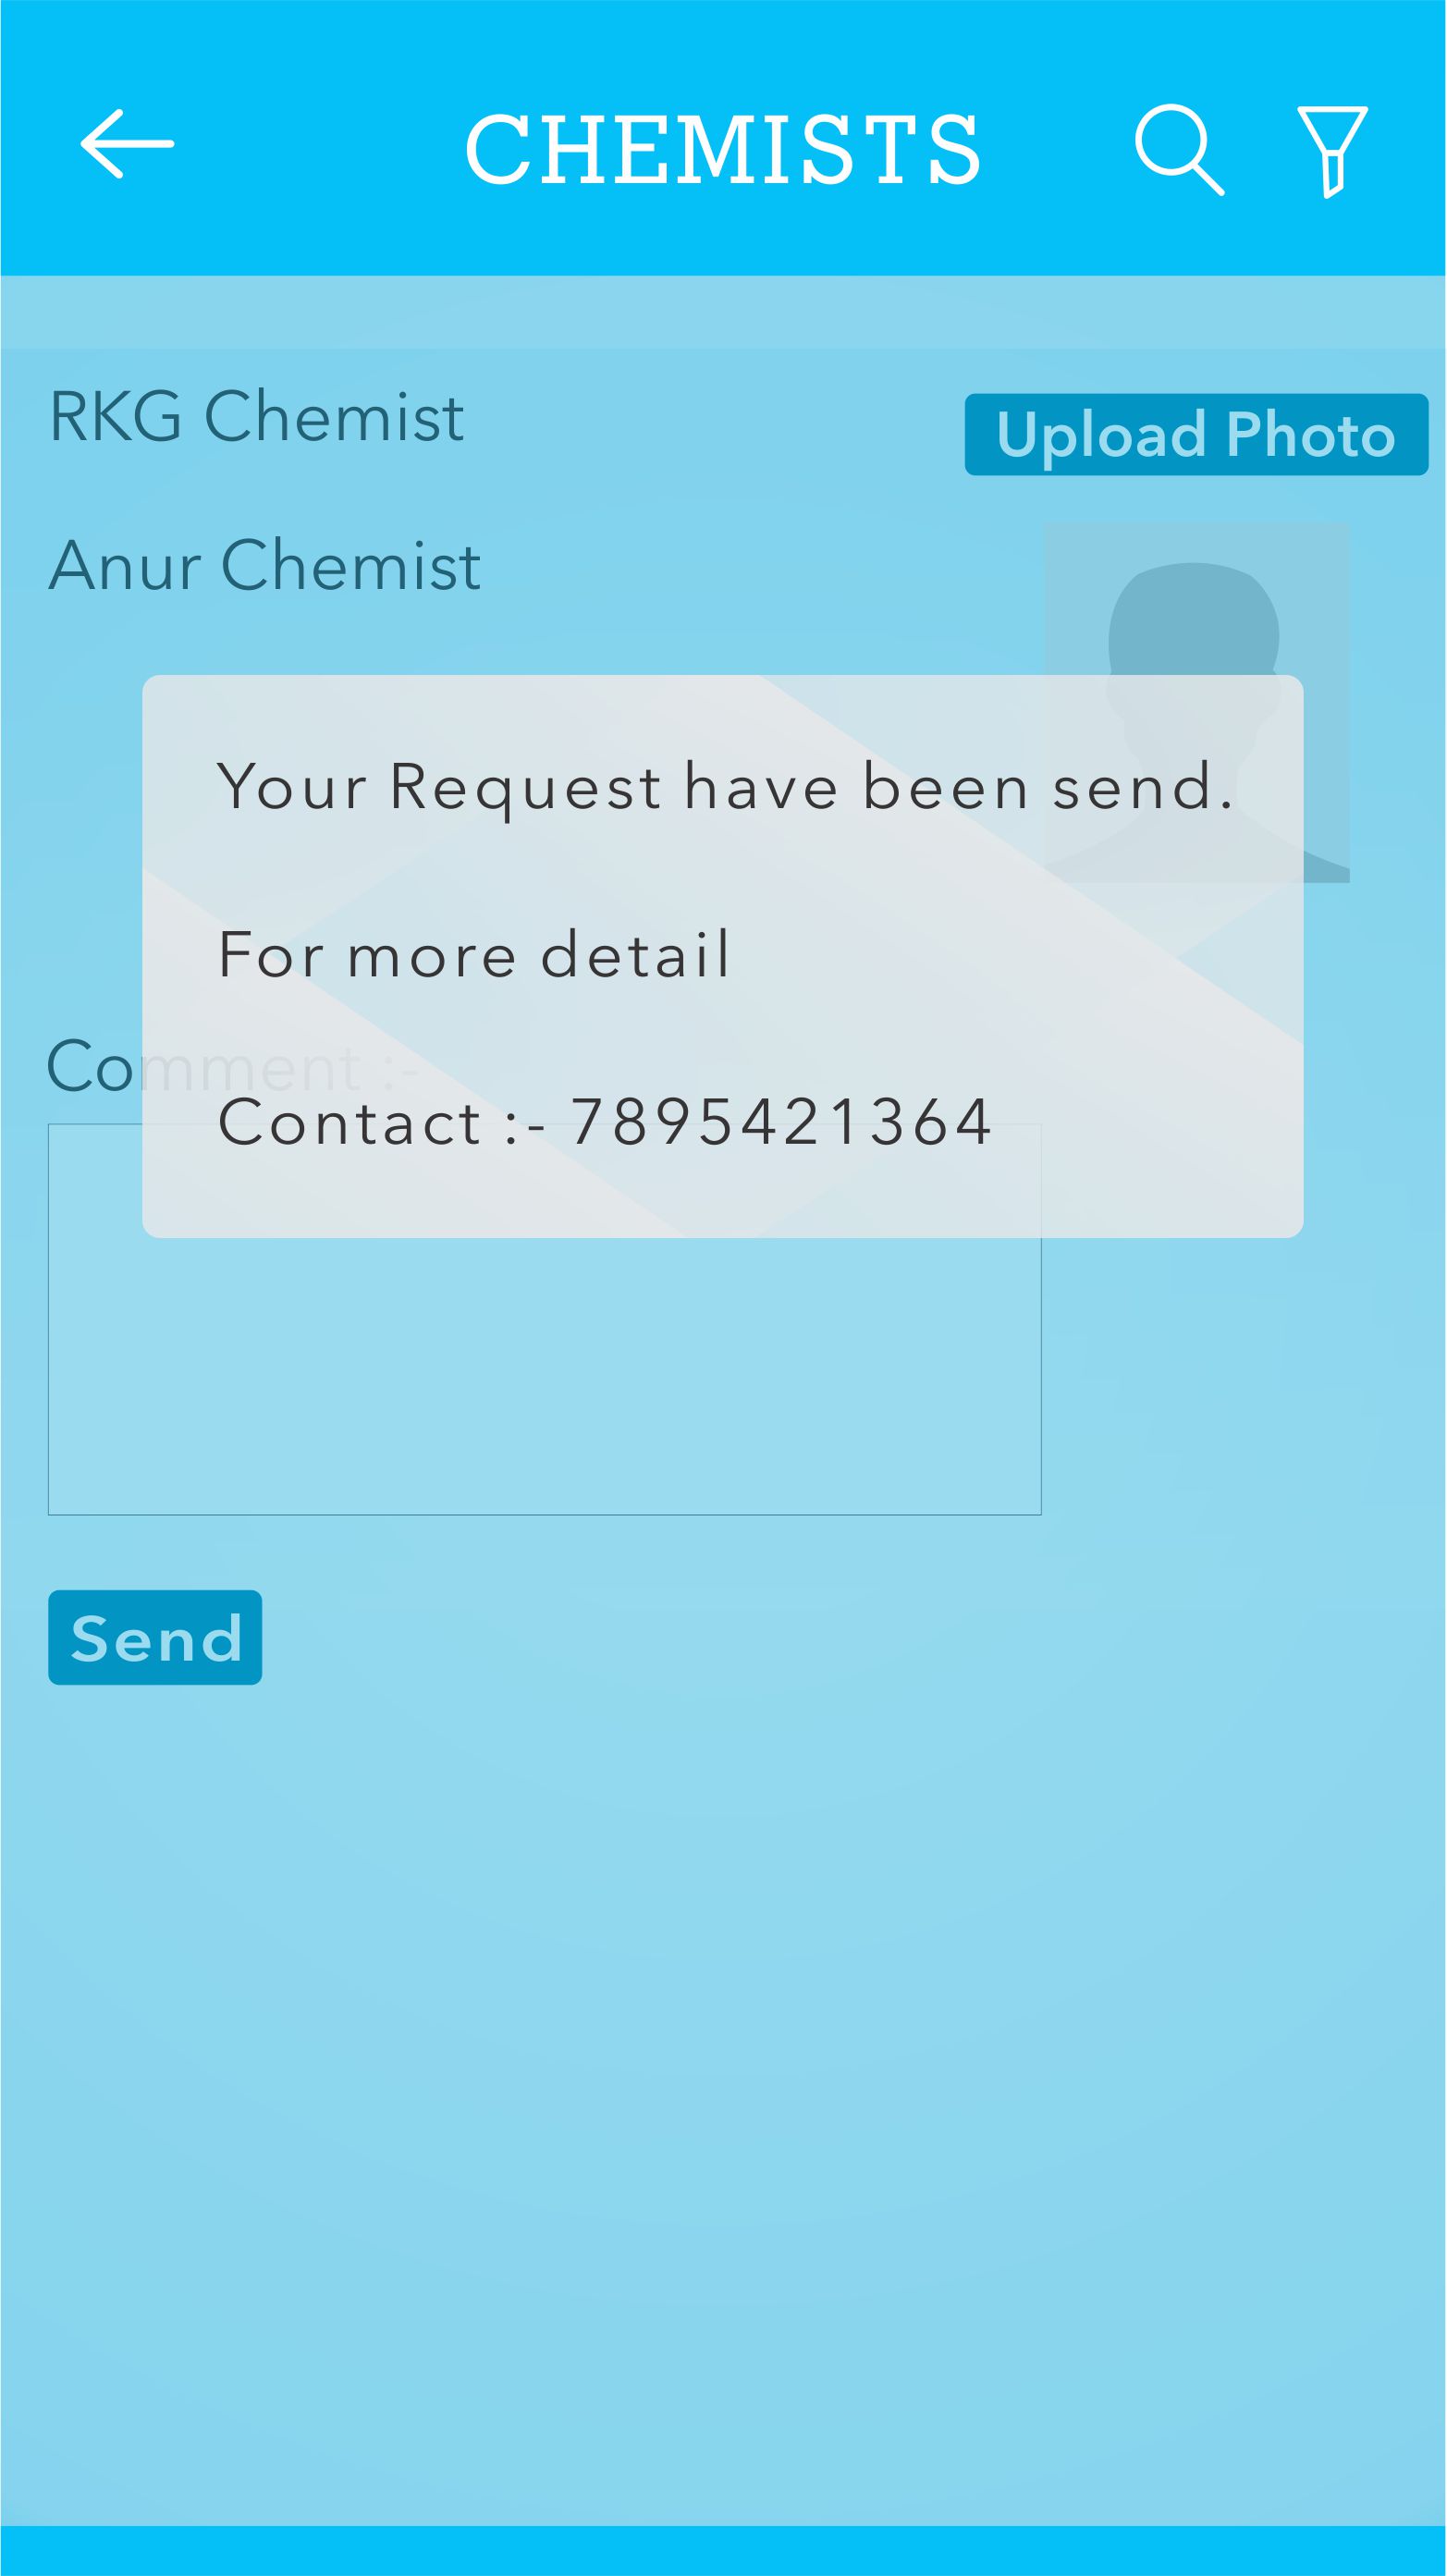 CHEMISTS
RKG Chemist
Upload Photo
Anur Chemist
Your Request have been send.
For more detail
Comment :-
Contact :- 7895421364
Send